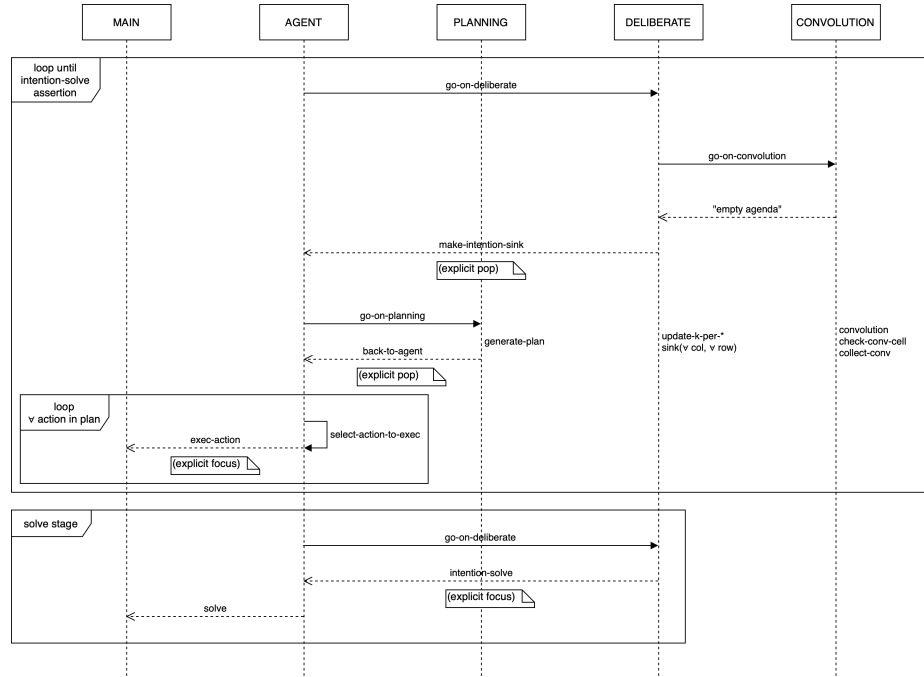 MAIN
AGENT
PLANNING
DELIBERATE
CONVOLUTION
loop until
intention-solve
assertion
go-on-deliberate
go-on-convolution
"empty agenda"
make-intention-sink
(explicit pop)
go-on-planning
generate-plan
update-k-per-*
sink(∀ col, ∀ row)
convolution
check-conv-cell
collect-conv
back-to-agent
(explicit pop)
loop
∀ action in plan
select-action-to-exec
exec-action
(explicit focus)
solve stage
go-on-deliberate
intention-solve
(explicit focus)
solve